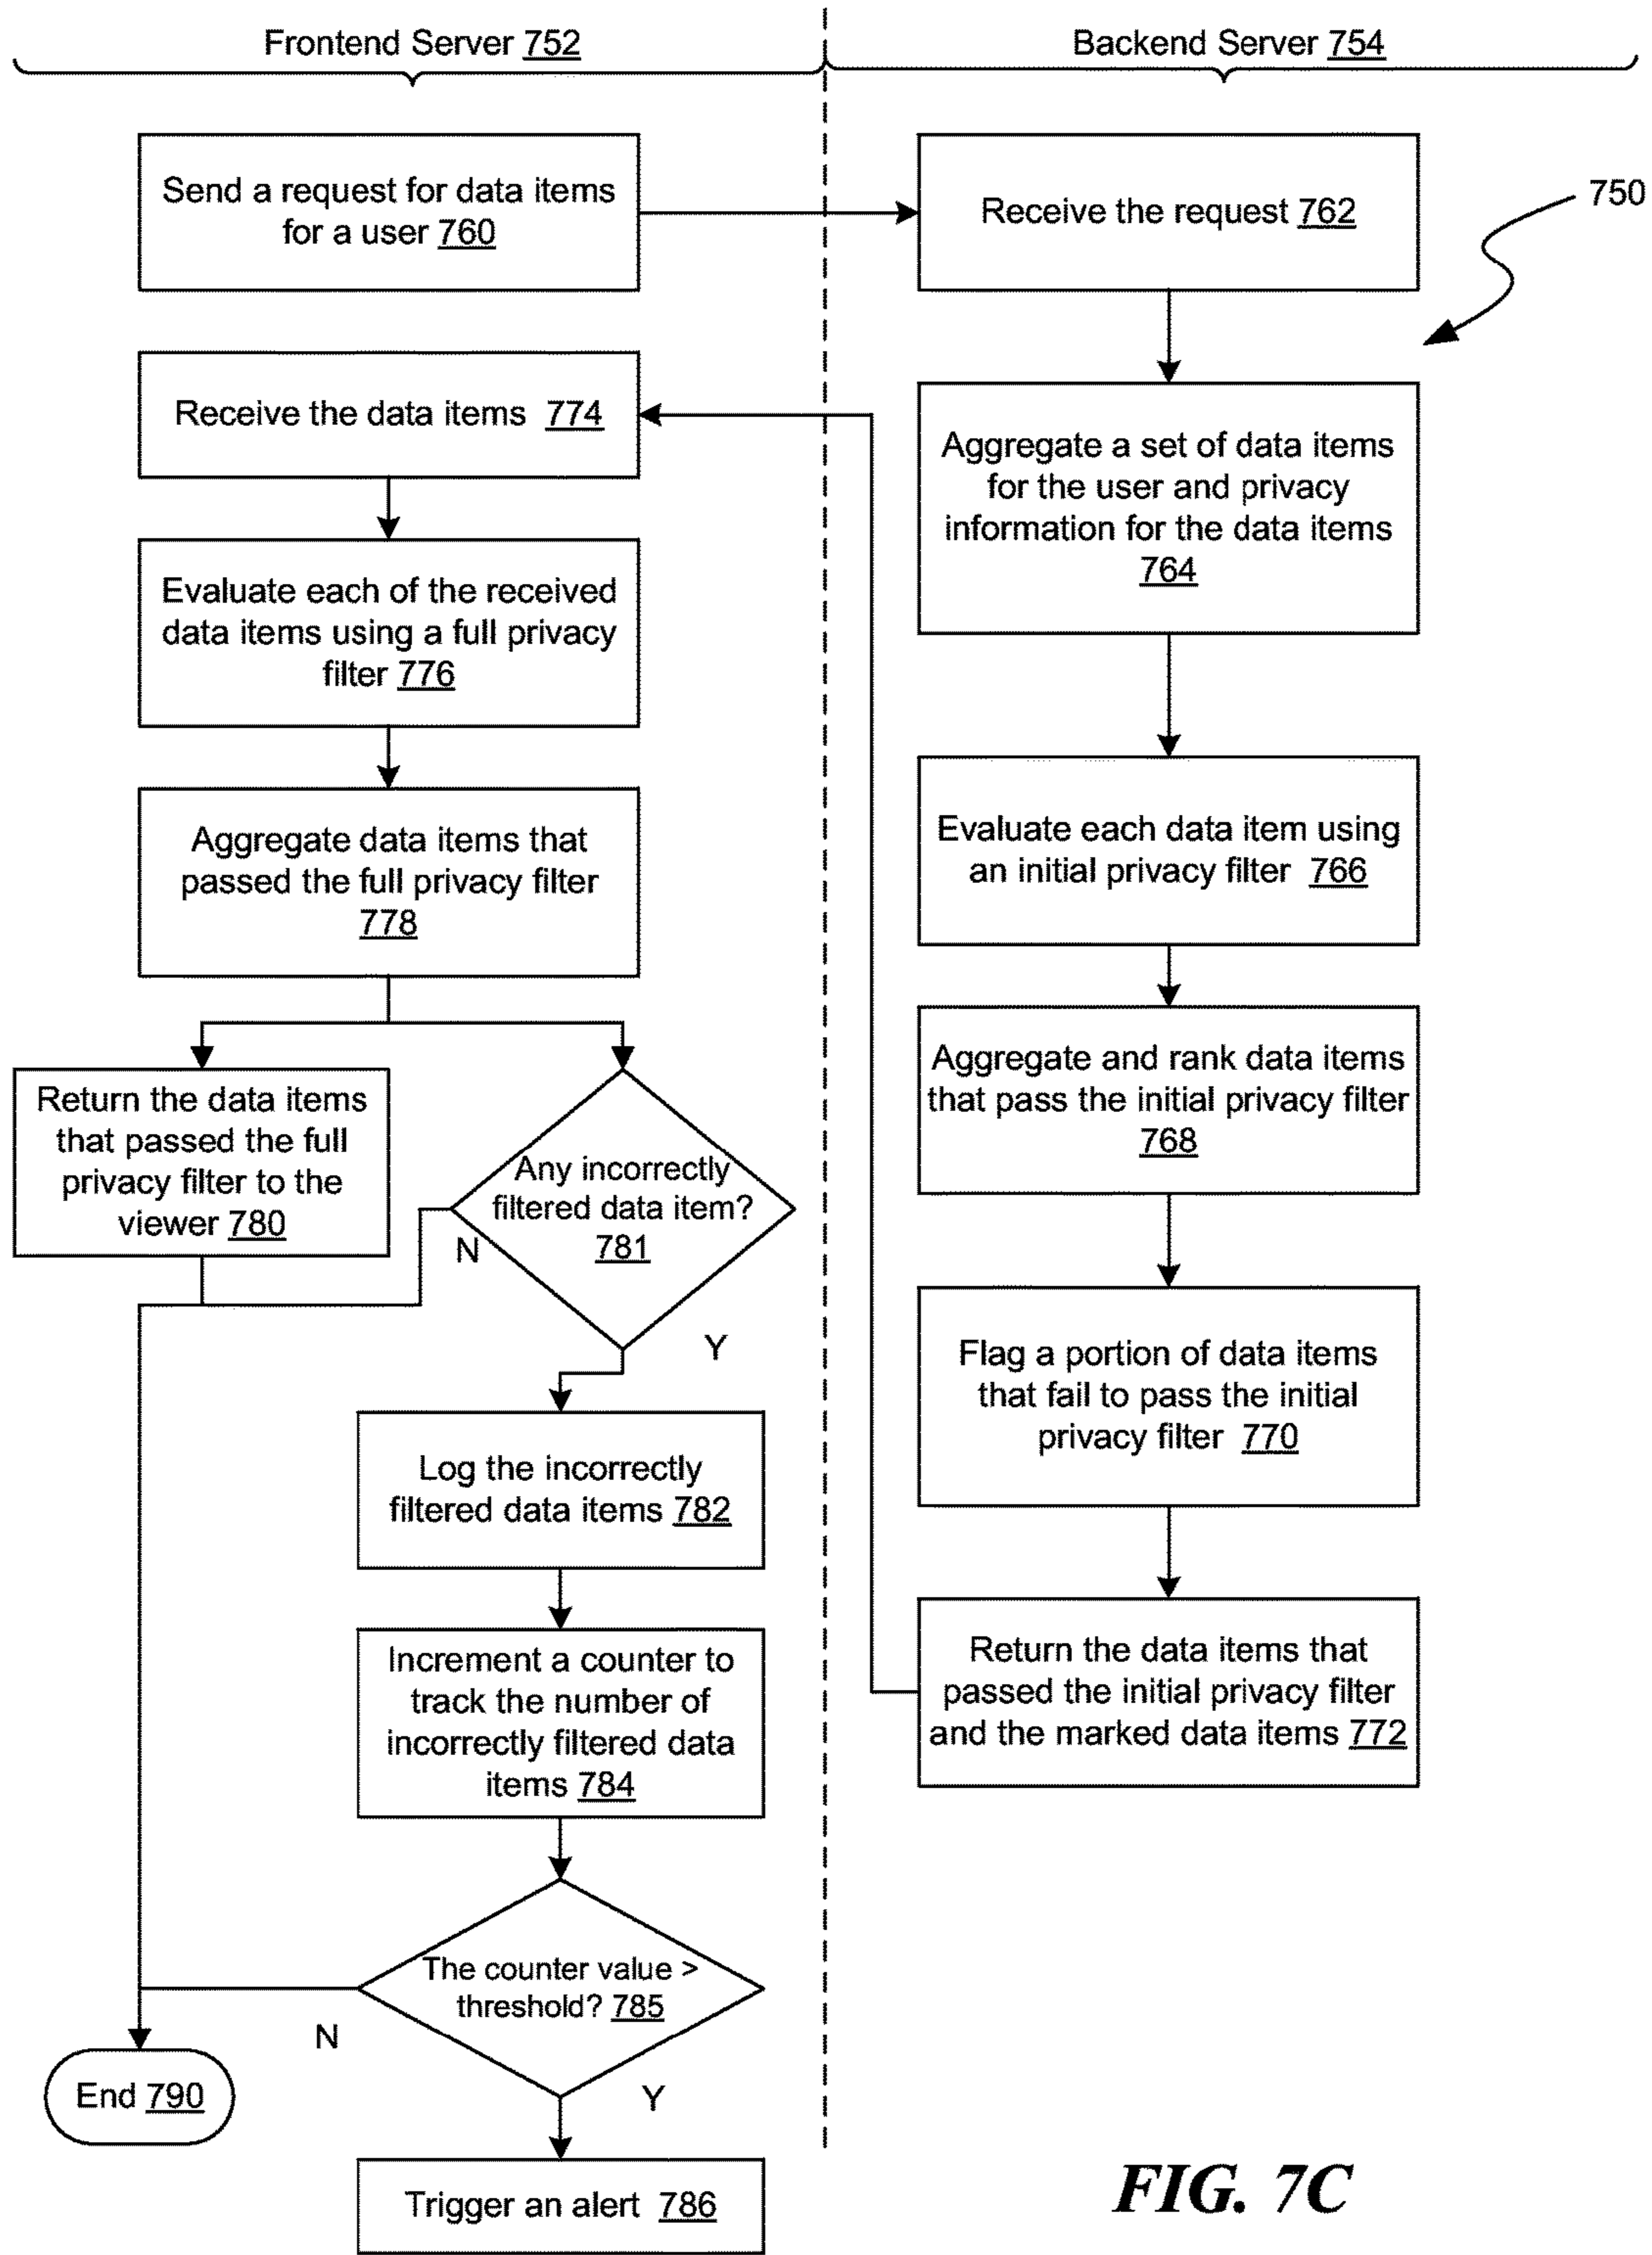 Frontend Server 752
Backend Server 754
750
Send a request for data items
for a user 760
Receive the request 762
Receive the data items 774
Aggregate a set of data items
for the user and privacy
information for the data items
764
Evaluate each of the received
data items using a full privacy
filter 776
Evaluate each data item using
an initial privacy filter 766
Aggregate data items that
passed the full privacy filter
778
Aggregate and rank data items
that pass the initial privacy filter
768
Return the data items
that passed the full
privacy filter to the
viewer 780
Any incorrectly
filtered data item?
781
N
Y
Flag a portion of data items
that fail to pass the initial
privacy filter 770
Log the incorrectly
filtered data items 782
Return the data items that
passed the initial privacy filter
and the marked data items 772
Increment a counter to
track the number of
incorrectly filtered data
items 784
The counter value >
threshold? 785
N
Y
End 790
Trigger an alert 786
FIG. 7C